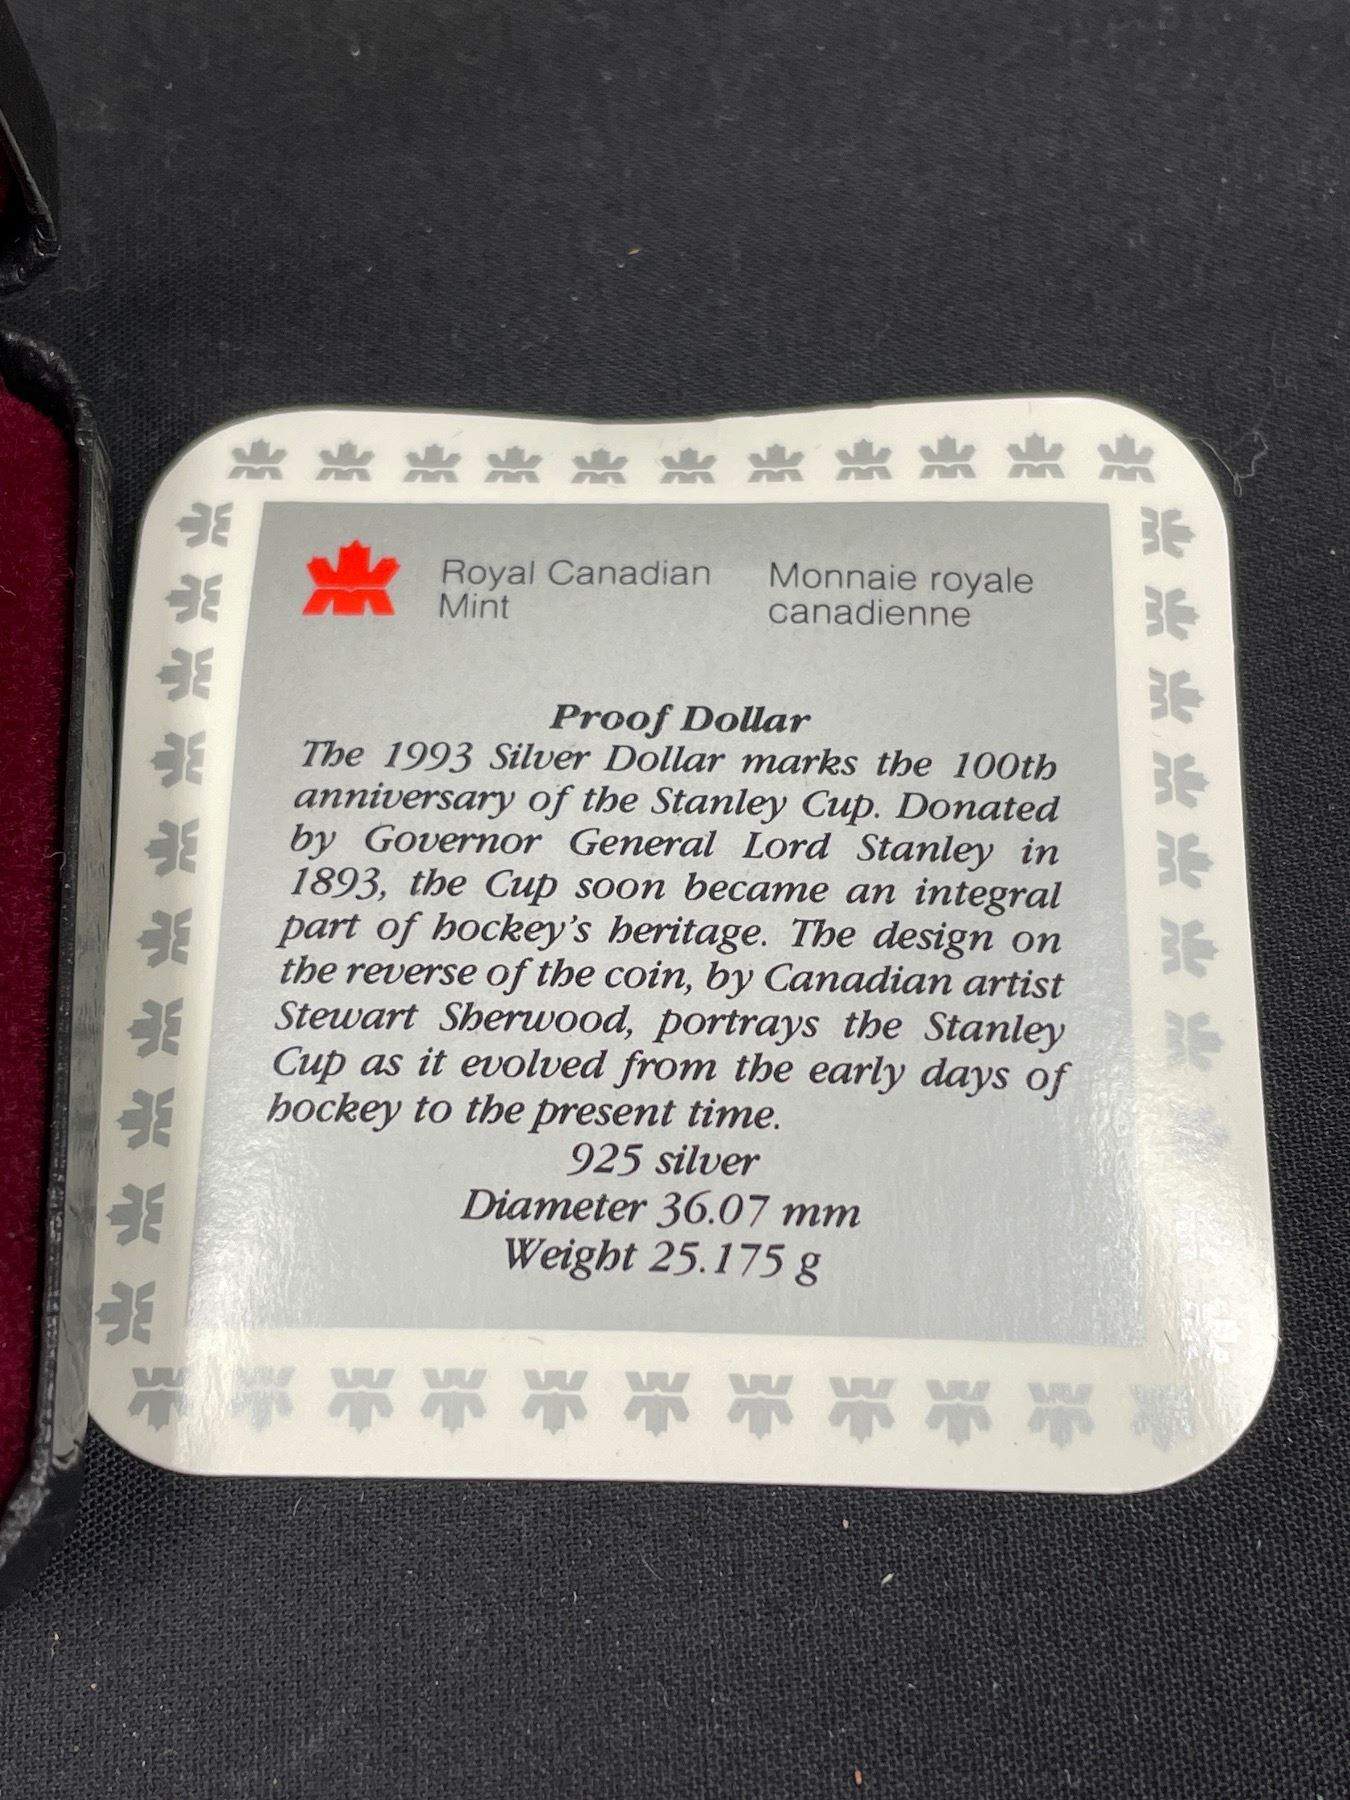 Royal Canadian Mint
Monnaie royale canadienne
Proof Dollar
The 1993 Silver Dollar marks the 100th
anniversary of the Stanley Cup. Donated
by Governor General Lord Stanley in
1893, the Cup soon became an integral
part of hockey's heritage. The design on
the reverse of the coin, by Canadian artist
Stewart Sherwood, portrays the Stanley
Cup as it evolved from the early days of
hockey to the present time.
925 silver
Diameter 36.07 mm
Weight 25.175 g